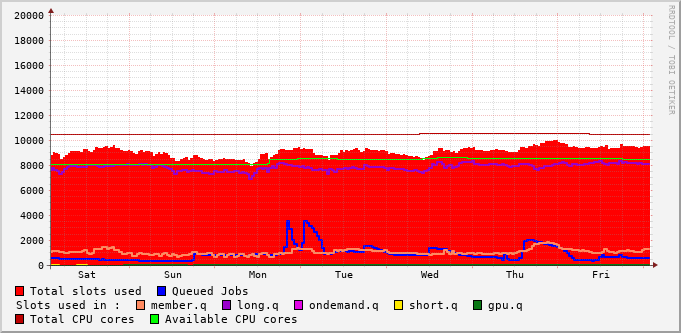 20000
18000
16000
14000
12000
10000
8000
6000
4000
2000
0
Sat Sun Mon Tue Wed Thu Fri
Total slots used Queued Jobs
Slots used in : member.q long.q ondemand.q short.q gpu.q
Total CPU cores Available CPU cores
RRDTOOL / TOBI OETIKER